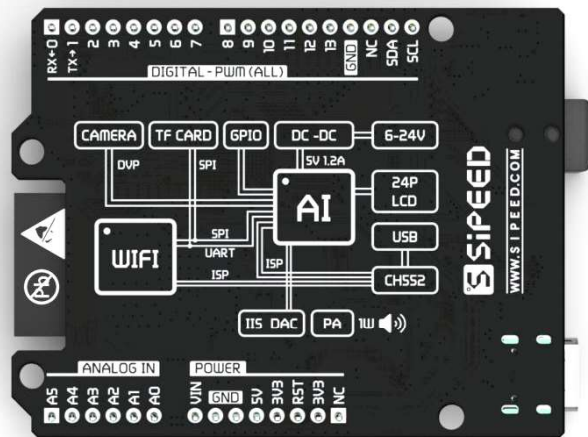 RX←0 TX→1 2 3 4 5 6 7 8 9 10 11 12 13 GND NC SDA SCL
DIGITAL-PWM(ALL)
CAMERA TF CARD GPIO DC-DC 6-24V
DVP SPI 5V 1.2A
AI
24P
LCD
WIFI
SPI
UART
ISP
ISP
USB
CH552
IIS DAC PA 1W
SIPEED
WWW.SIPEED.COM
ANALOG IN POWER
A5 A4 A3 A2 A1 A0 VIN GND 5V 3V3 RST 3V3 NC